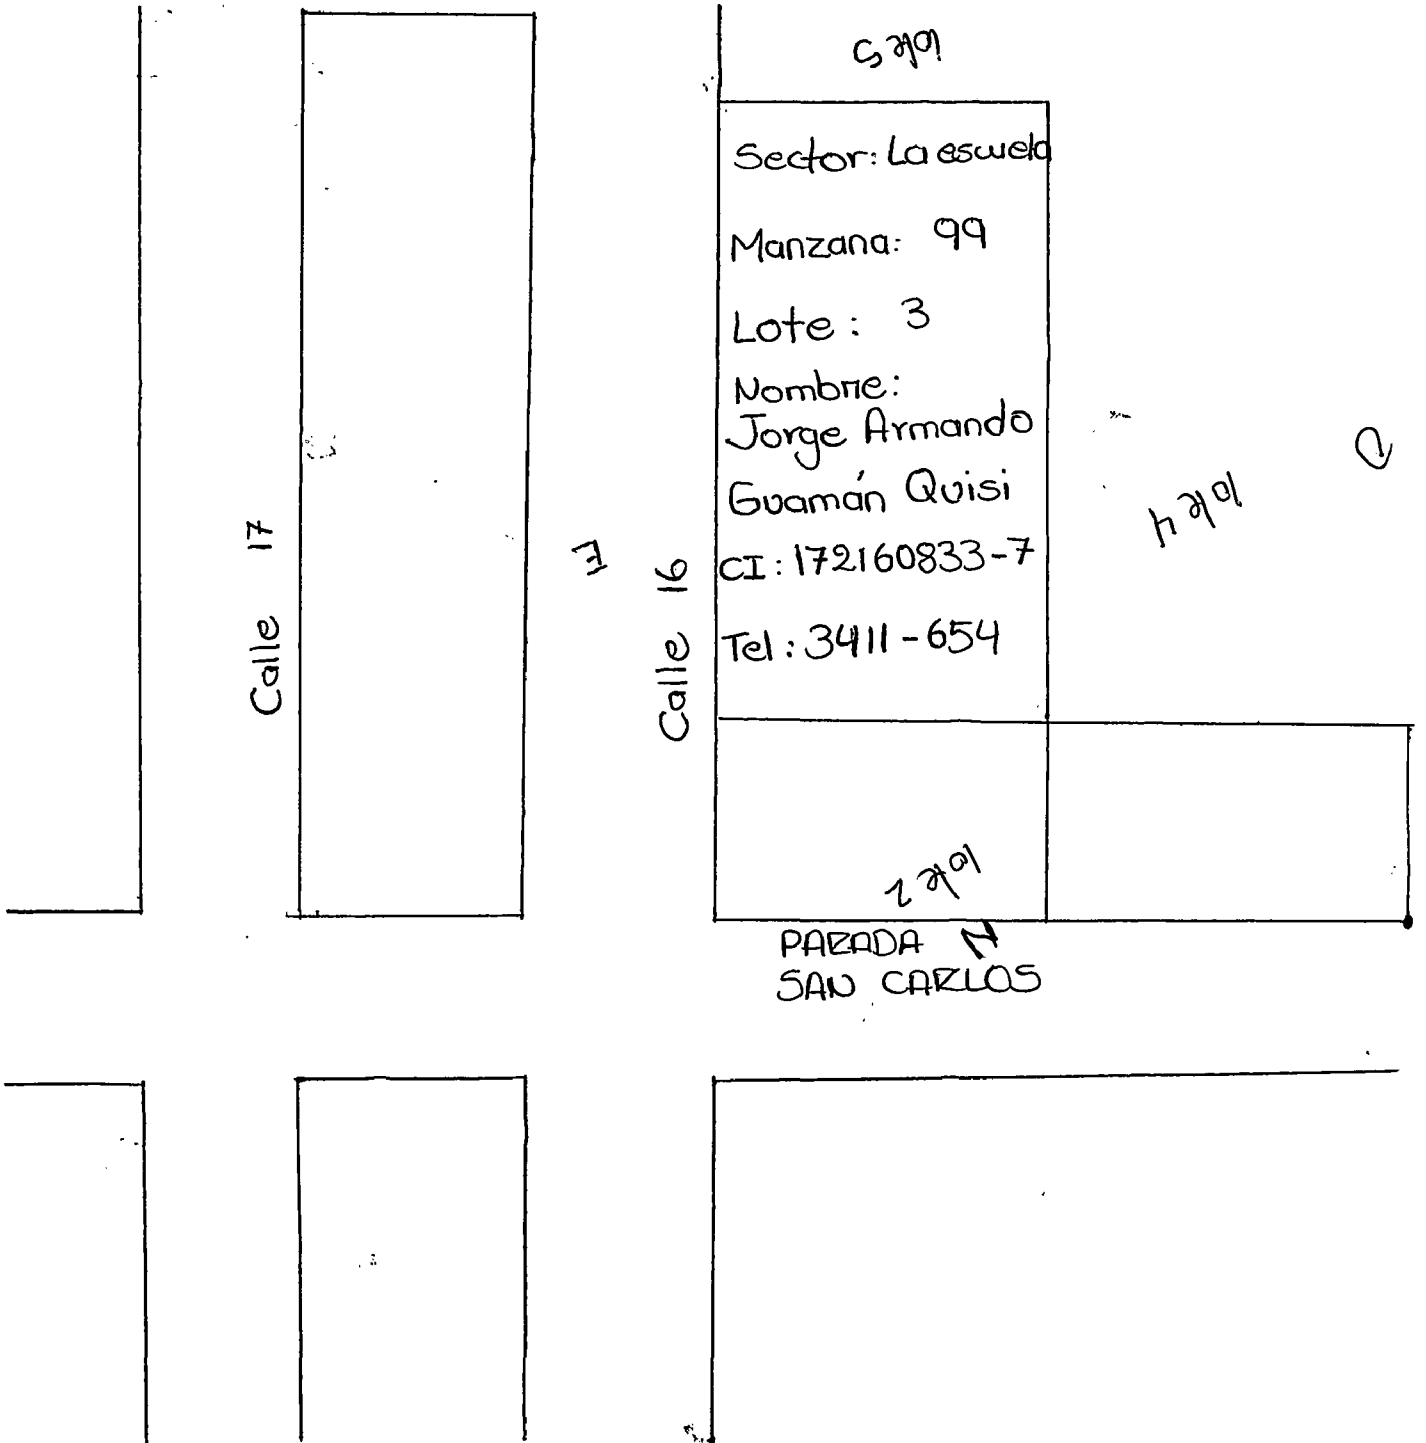 lote 5
Sector: La escuela
Manzana: 99
Lote: 3
Nombre:
Jorge Armando
Guamán Quisi
CI: 172160833-7
Tel: 3411-654
Calle 17
E
Calle 16
lote 4
O
lote 2
N
PARADA
SAN CARLOS